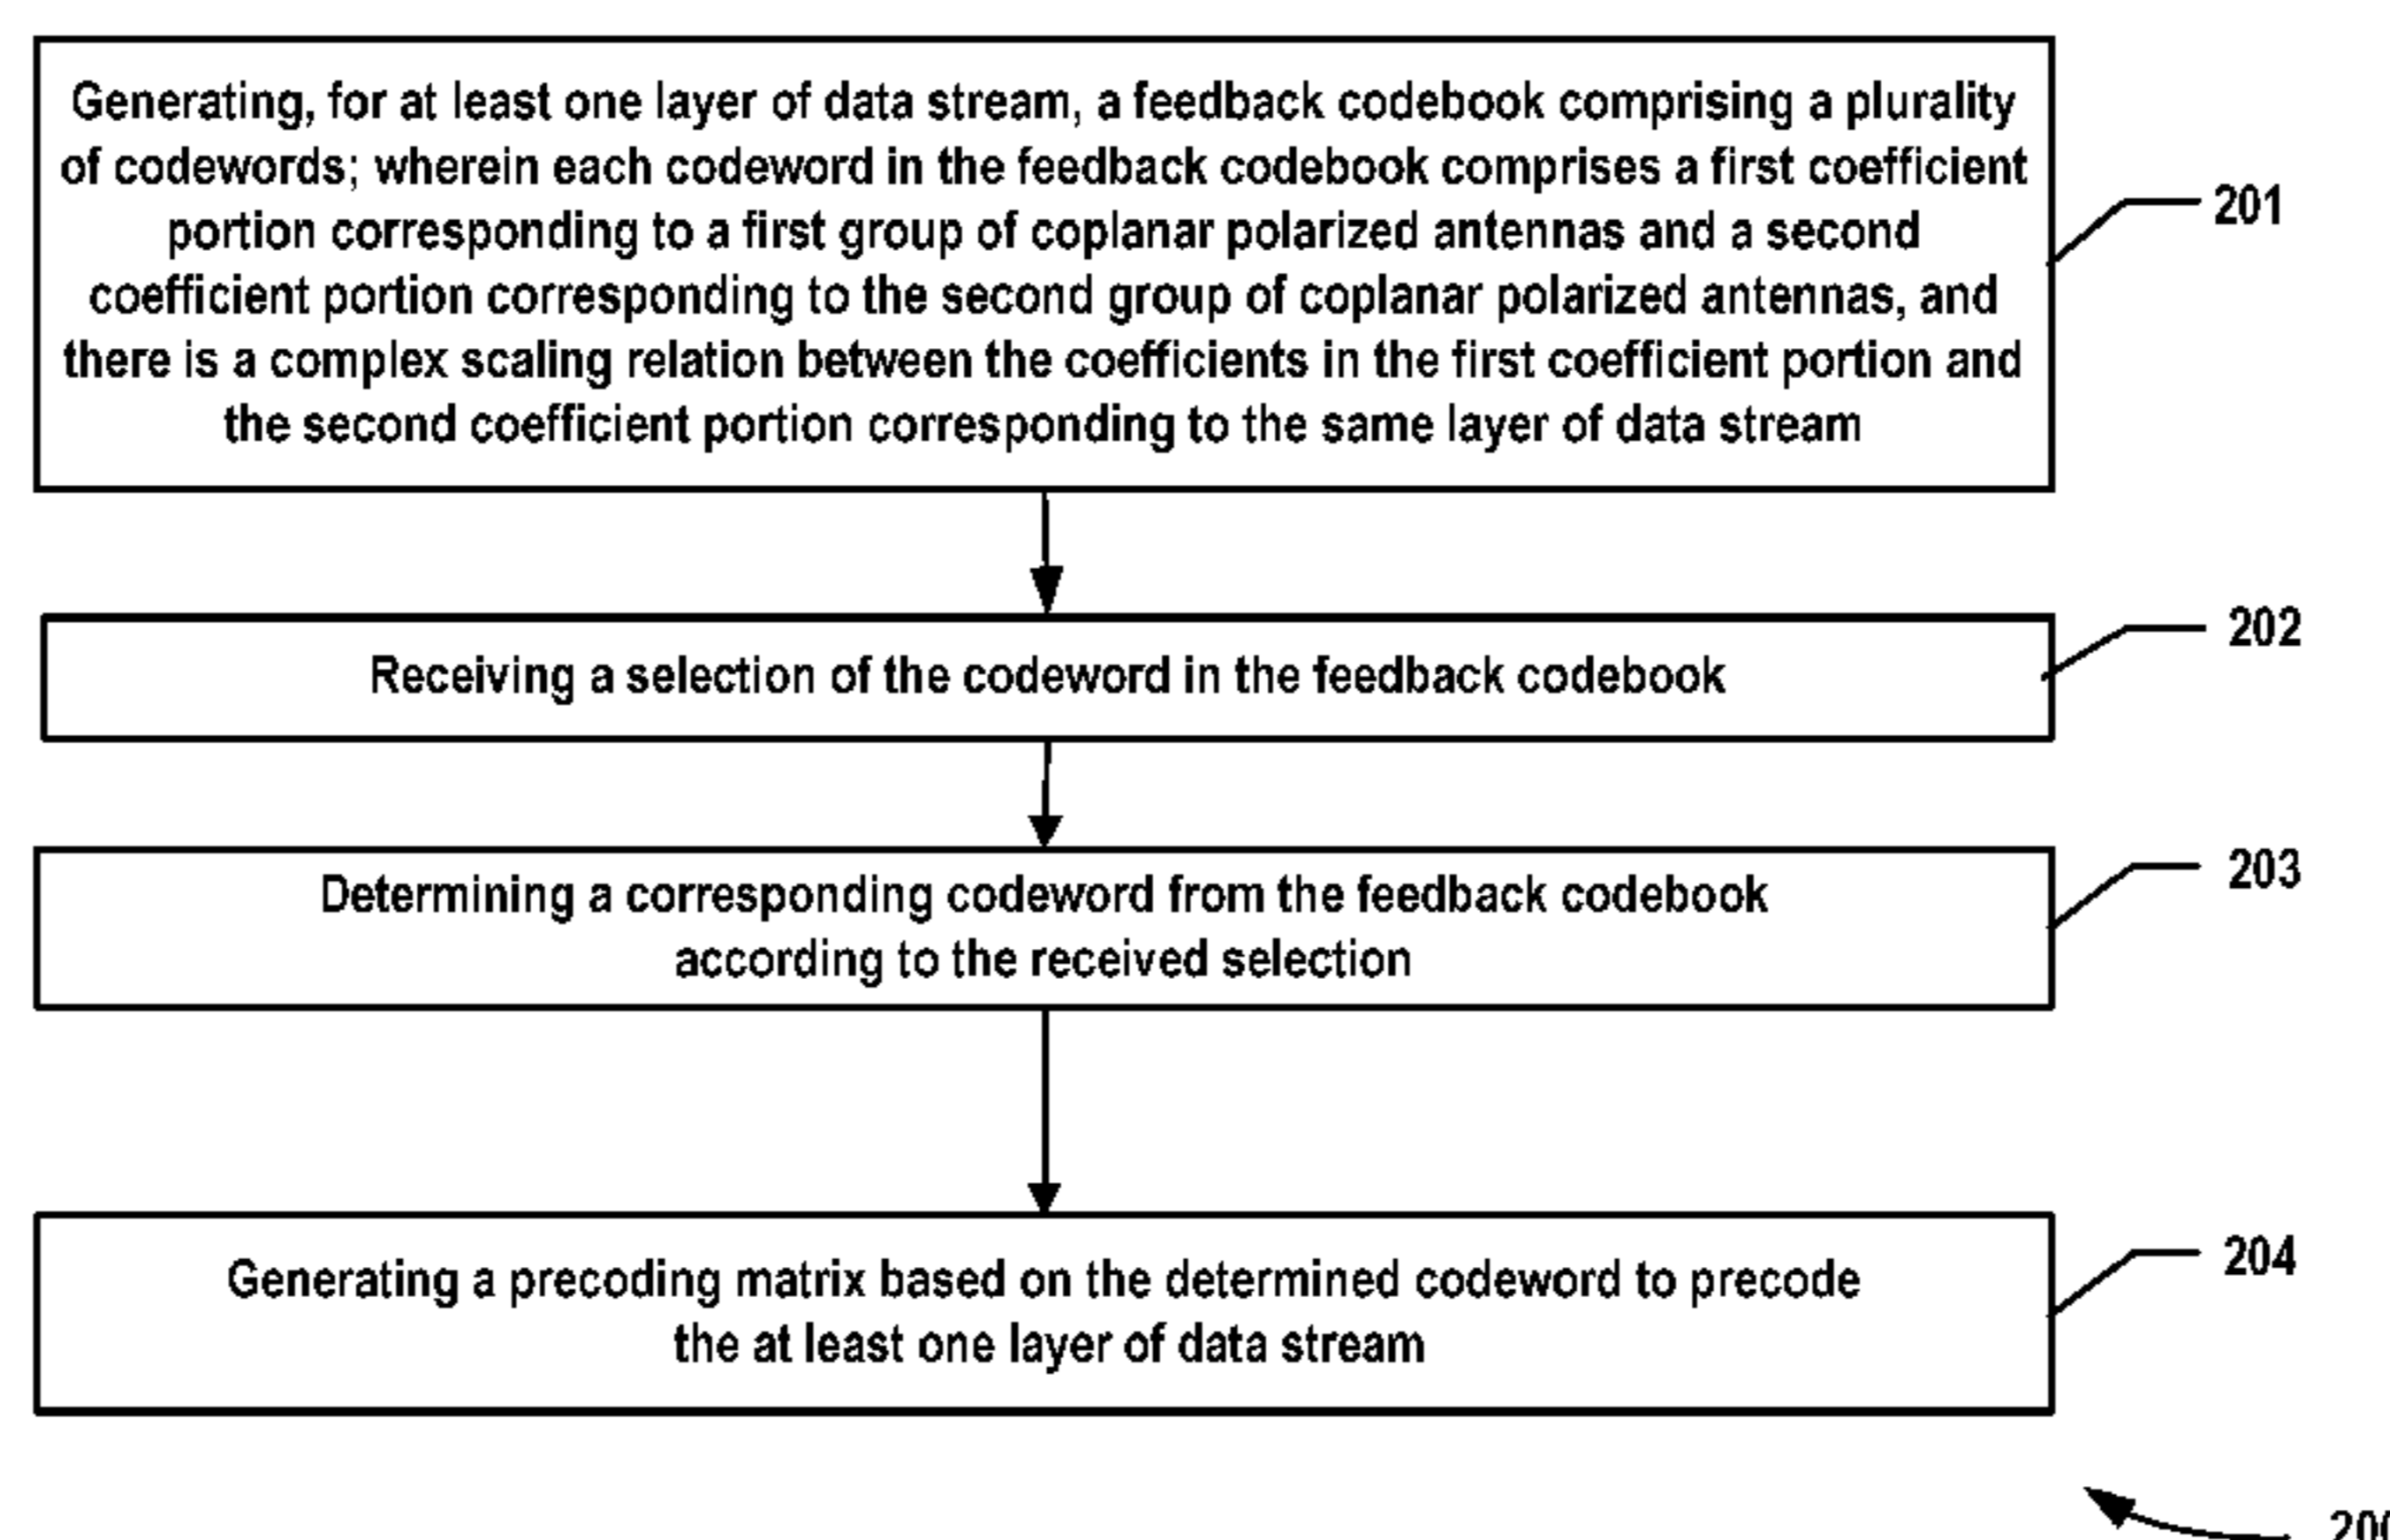 Generating, for at least one layer of data stream, a feedback codebook comprising a plurality
of codewords; wherein each codeword in the feedback codebook comprises a first coefficient
portion corresponding to a first group of coplanar polarized antennas and a second
coefficient portion corresponding to the second group of coplanar polarized antennas, and
there is a complex scaling relation between the coefficients in the first coefficient portion and
the second coefficient portion corresponding to the same layer of data stream
201
Receiving a selection of the codeword in the feedback codebook
202
Determining a corresponding codeword from the feedback codebook
according to the received selection
203
Generating a precoding matrix based on the determined codeword to precode
the at least one layer of data stream
204